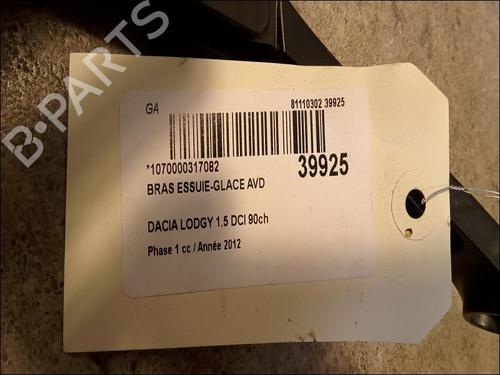 B-PARTS
GA
81110302 39925
*1070000317082
39925
BRAS ESSUIE-GLACE AVD
DACIA LODGY 1.5 DCI 90ch
Phase 1 cc / Année 2012